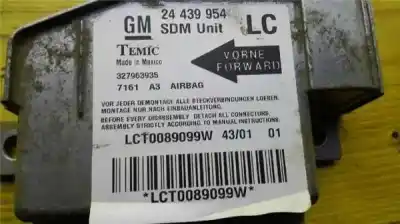 GM 24 439 954 LC
SDM Unit
TEMIC
Made in Mexico
VORNE
FORWARD
327963935
7161 A3 AIRBAG
VOR JEDER DEMONTAGE ALLE STECKVERBINDUNGEN LOESEN.
MONTAGE NUR NACH EINBAUANLEITUNG.
BEFORE EVERY DISASSEMBLY DETACH ALL CONNECTORS.
ASSEMBLY STRICTLY ACCORDING TO MANUAL INSTRUCTIONS.
LCT0089099W 43/01 01
*LCT0089099W*